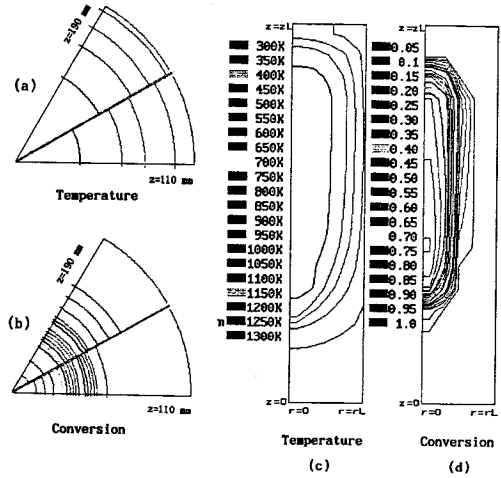 z=190 mm
(a)
z=110 mm
Temperature
z=190 mm
(b)
z=110 mm
Conversion
z=zL
300K
350K
400K
450K
500K
550K
600K
650K
700K
750K
800K
850K
900K
950K
1000K
1050K
1100K
1150K
1200K
1250K
1300K
z=0
r=0
r=rL
Temperature
(c)
z=zL
0.05
0.1
0.15
0.20
0.25
0.30
0.35
0.40
0.45
0.50
0.55
0.60
0.65
0.70
0.75
0.80
0.85
0.90
0.95
1.0
z=0
r=0
r=rL
Conversion
(d)